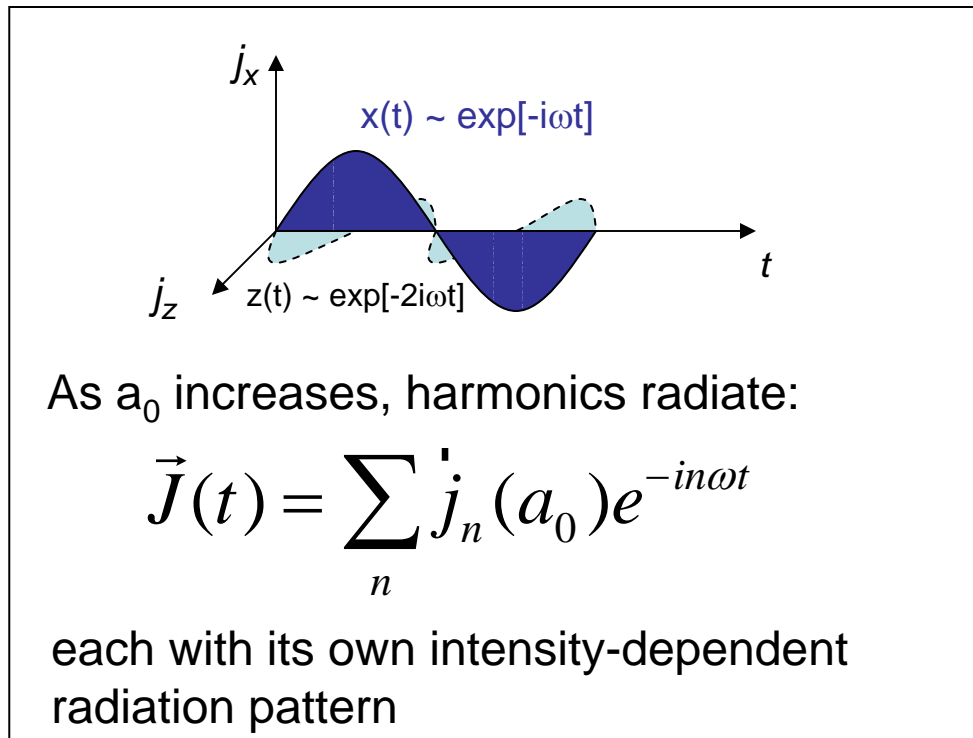 jx
x(t) ~ exp[-iωt]
t
jz
z(t) ~ exp[-2iωt]
As a0 increases, harmonics radiate:
J⃗(t) = ∑n jn(a0)e^-inωt
each with its own intensity-dependent
radiation pattern